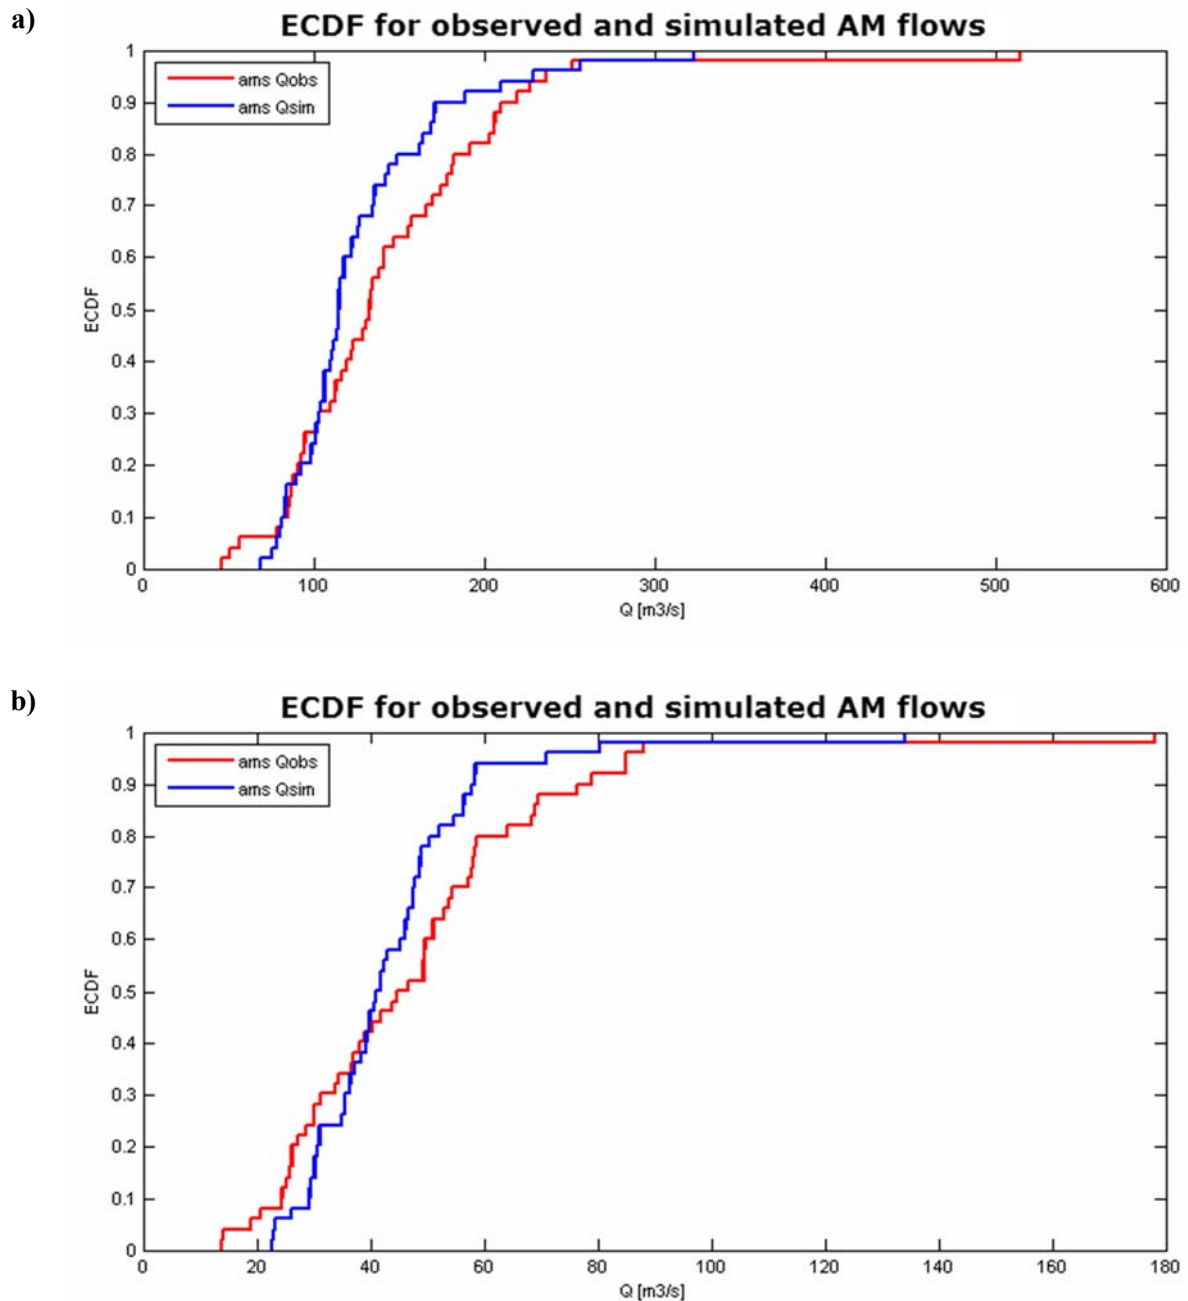 a)
ECDF for observed and simulated AM flows
ams Qobs
ams Qsim
ECDF
1
0.9
0.8
0.7
0.6
0.5
0.4
0.3
0.2
0.1
0
0 100 200 300 400 500 600
Q [m3/s]
b)
ECDF for observed and simulated AM flows
ams Qobs
ams Qsim
ECDF
1
0.9
0.8
0.7
0.6
0.5
0.4
0.3
0.2
0.1
0
0 20 40 60 80 100 120 140 160 180
Q [m3/s]